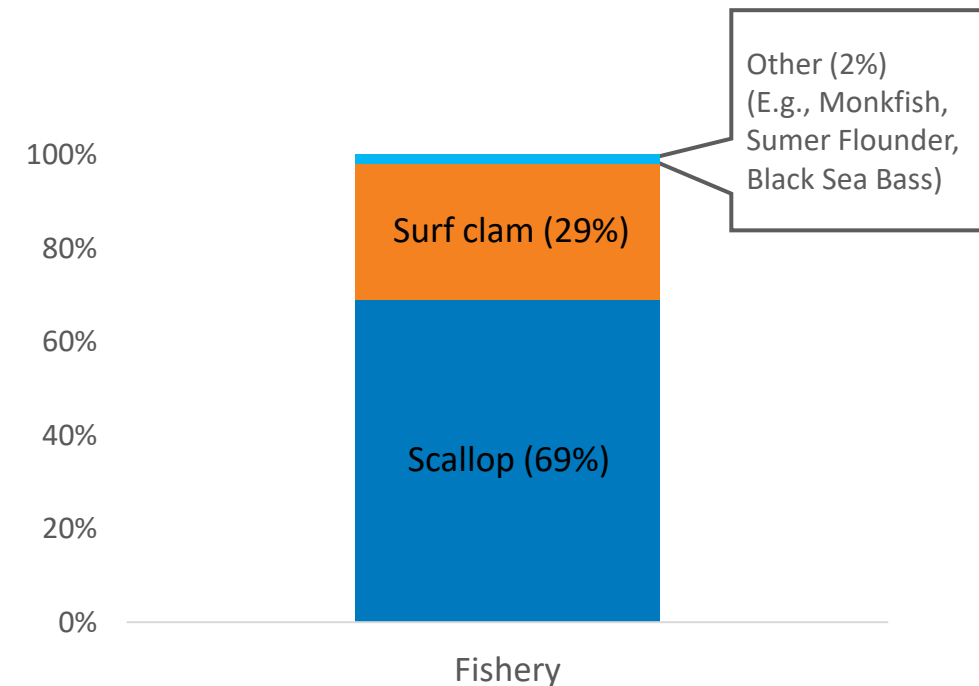 Other (2%)
(E.g., Monkfish,
Sumer Flounder,
Black Sea Bass)
100%
80%
60%
40%
20%
0%
Surf clam (29%)
Scallop (69%)
Fishery